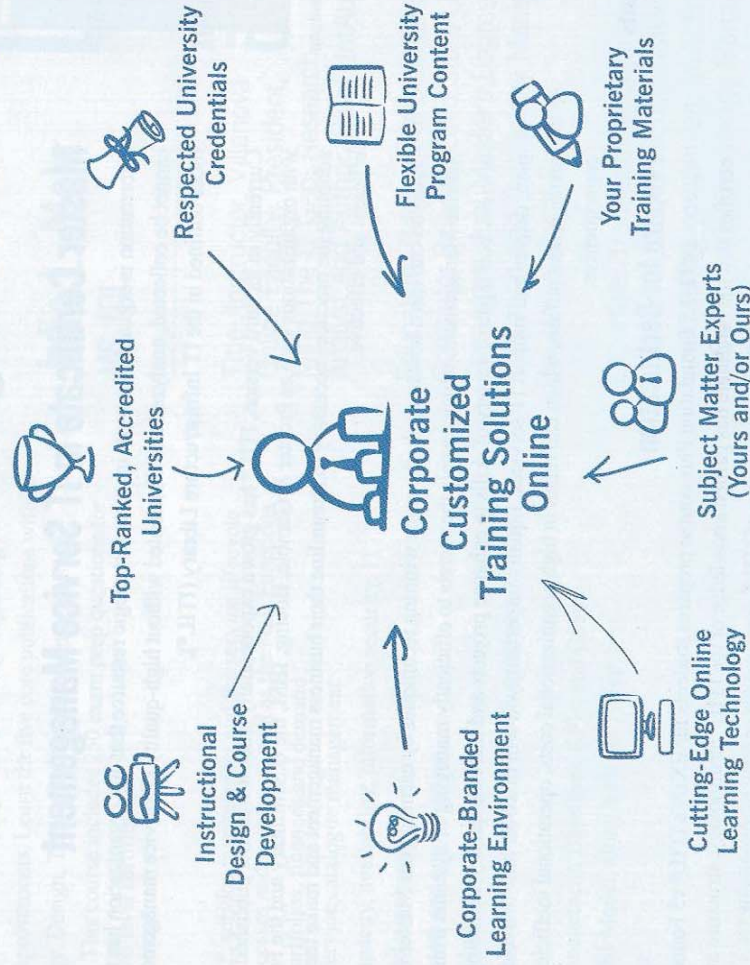 Top-Ranked, Accredited
Universities
Respected University
Credentials
Flexible University
Program Content
Your Proprietary
Training Materials
Subject Matter Experts
(Yours and/or Ours)
Cutting-Edge Online
Learning Technology
Corporate-Branded
Learning Environment
Instructional
Design & Course
Development
Corporate
Customized
Training Solutions
Online